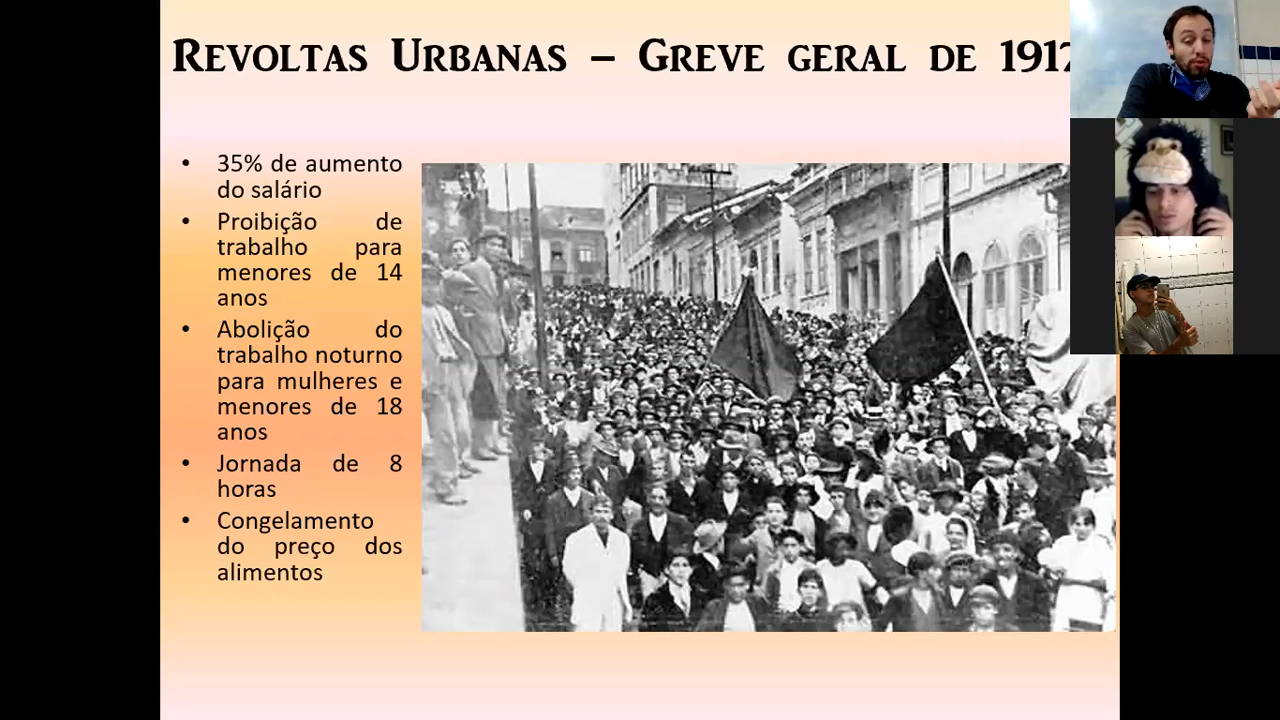 REVOLTAS URBANAS – GREVE GERAL DE 1917
• 35% de aumento
do salário
• Proibição de
trabalho para
menores de 14
anos
• Abolição do
trabalho noturno
para mulheres e
menores de 18
anos
• Jornada de 8
horas
• Congelamento
do preço dos
alimentos